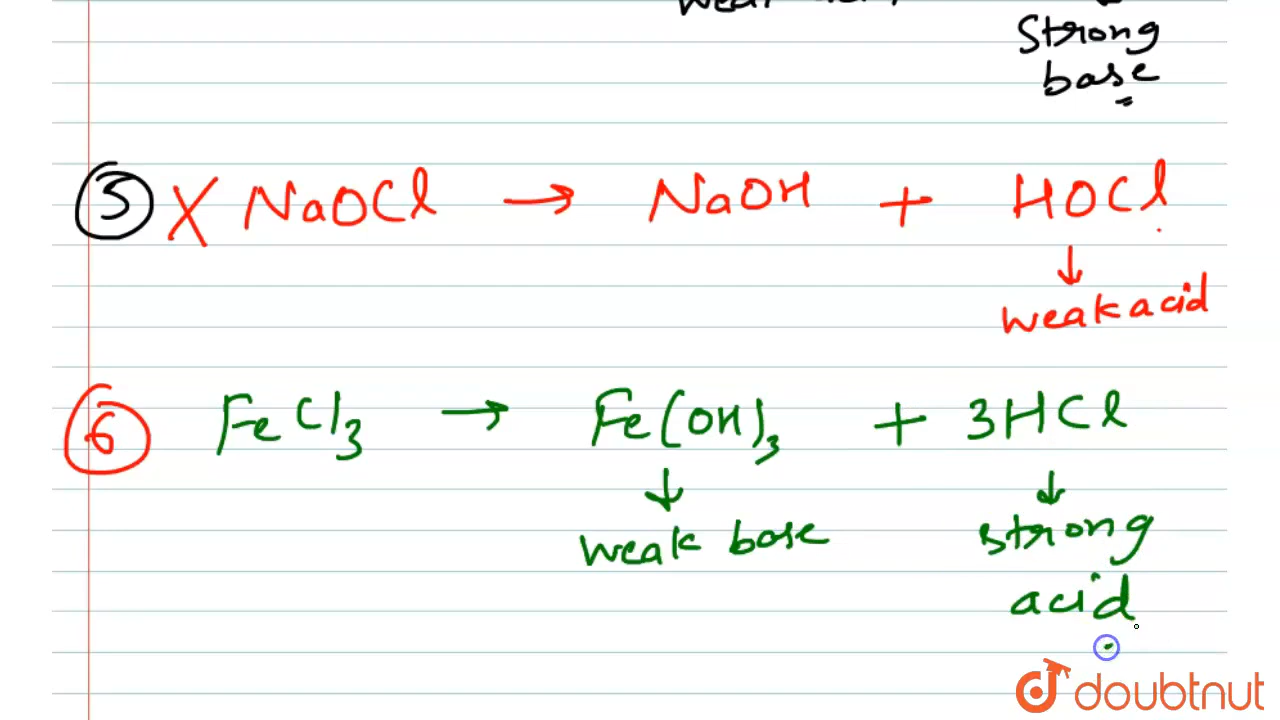 Strong
base
5 X NaOCl → NaOH + HOCl
↓
weak acid
6 FeCl3 → Fe(OH)3 + 3HCl
↓ ↓
weak base strong
acid
doubtnut